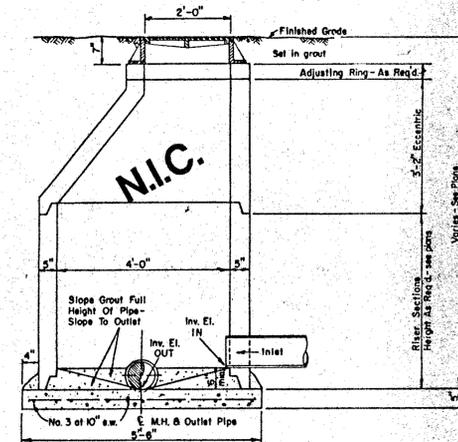 2'-0"
Finished Grade
7"
Set in grout
Adjusting Ring - As Req'd.
3'-2" Eccentric
N.I.C.
Varies - See Plans
5"
4'-0"
5"
Riser Sections
Height As Req'd. - see plans
Slope Grout Full
Height Of Pipe-
Slope To Outlet
Inv. El.
IN
Inv. El.
OUT
Inlet
4"
No. 3 at 10" e.w.
℄ M.H. & Outlet Pipe
5'-6"